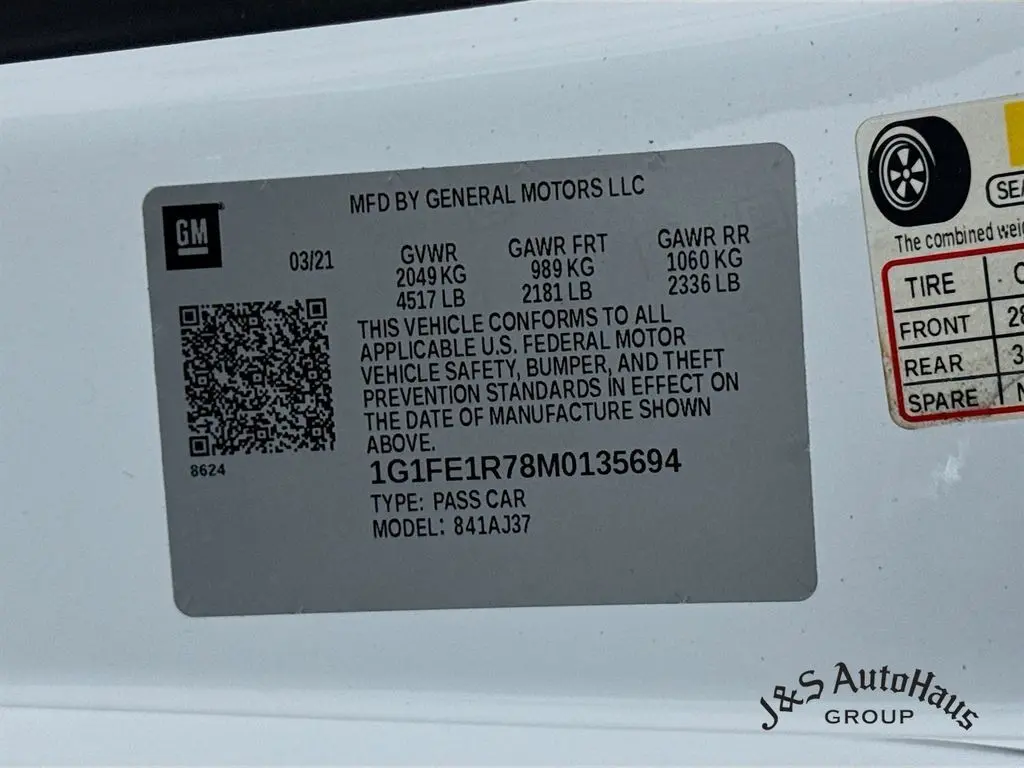 MFD BY GENERAL MOTORS LLC
GM
03/21
GVWR
2049 KG
4517 LB
GAWR FRT
989 KG
2181 LB
GAWR RR
1060 KG
2336 LB
THIS VEHICLE CONFORMS TO ALL
APPLICABLE U.S. FEDERAL MOTOR
VEHICLE SAFETY, BUMPER, AND THEFT
PREVENTION STANDARDS IN EFFECT ON
THE DATE OF MANUFACTURE SHOWN
ABOVE.
8624
1G1FE1R78M0135694
TYPE: PASS CAR
MODEL: 841AJ37
The combined
TIRE
FRONT
REAR
SPARE
J&S AutoHaus
GROUP